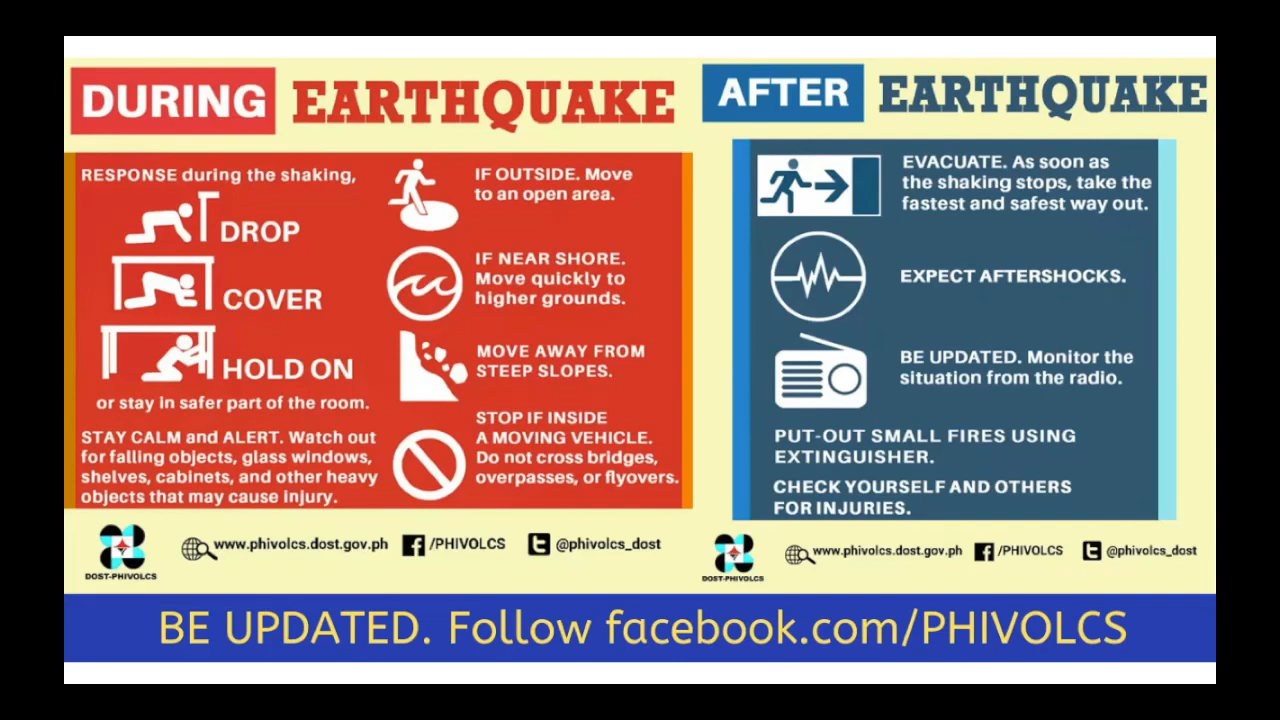 DURING EARTHQUAKE
RESPONSE during the shaking,
DROP
COVER
HOLD ON
or stay in safer part of the room.
STAY CALM and ALERT. Watch out
for falling objects, glass windows,
shelves, cabinets, and other heavy
objects that may cause injury.
IF OUTSIDE. Move
to an open area.
IF NEAR SHORE.
Move quickly to
higher grounds.
MOVE AWAY FROM
STEEP SLOPES.
STOP IF INSIDE
A MOVING VEHICLE.
Do not cross bridges,
overpasses, or flyovers.
DOST-PHIVOLCS
www.phivolcs.dost.gov.ph /PHIVOLCS @phivolcs_dost
AFTER EARTHQUAKE
EVACUATE. As soon as
the shaking stops, take the
fastest and safest way out.
EXPECT AFTERSHOCKS.
BE UPDATED. Monitor the
situation from the radio.
PUT-OUT SMALL FIRES USING
EXTINGUISHER.
CHECK YOURSELF AND OTHERS
FOR INJURIES.
DOST-PHIVOLCS
www.phivolcs.dost.gov.ph /PHIVOLCS @phivolcs_dost
BE UPDATED. Follow facebook.com/PHIVOLCS